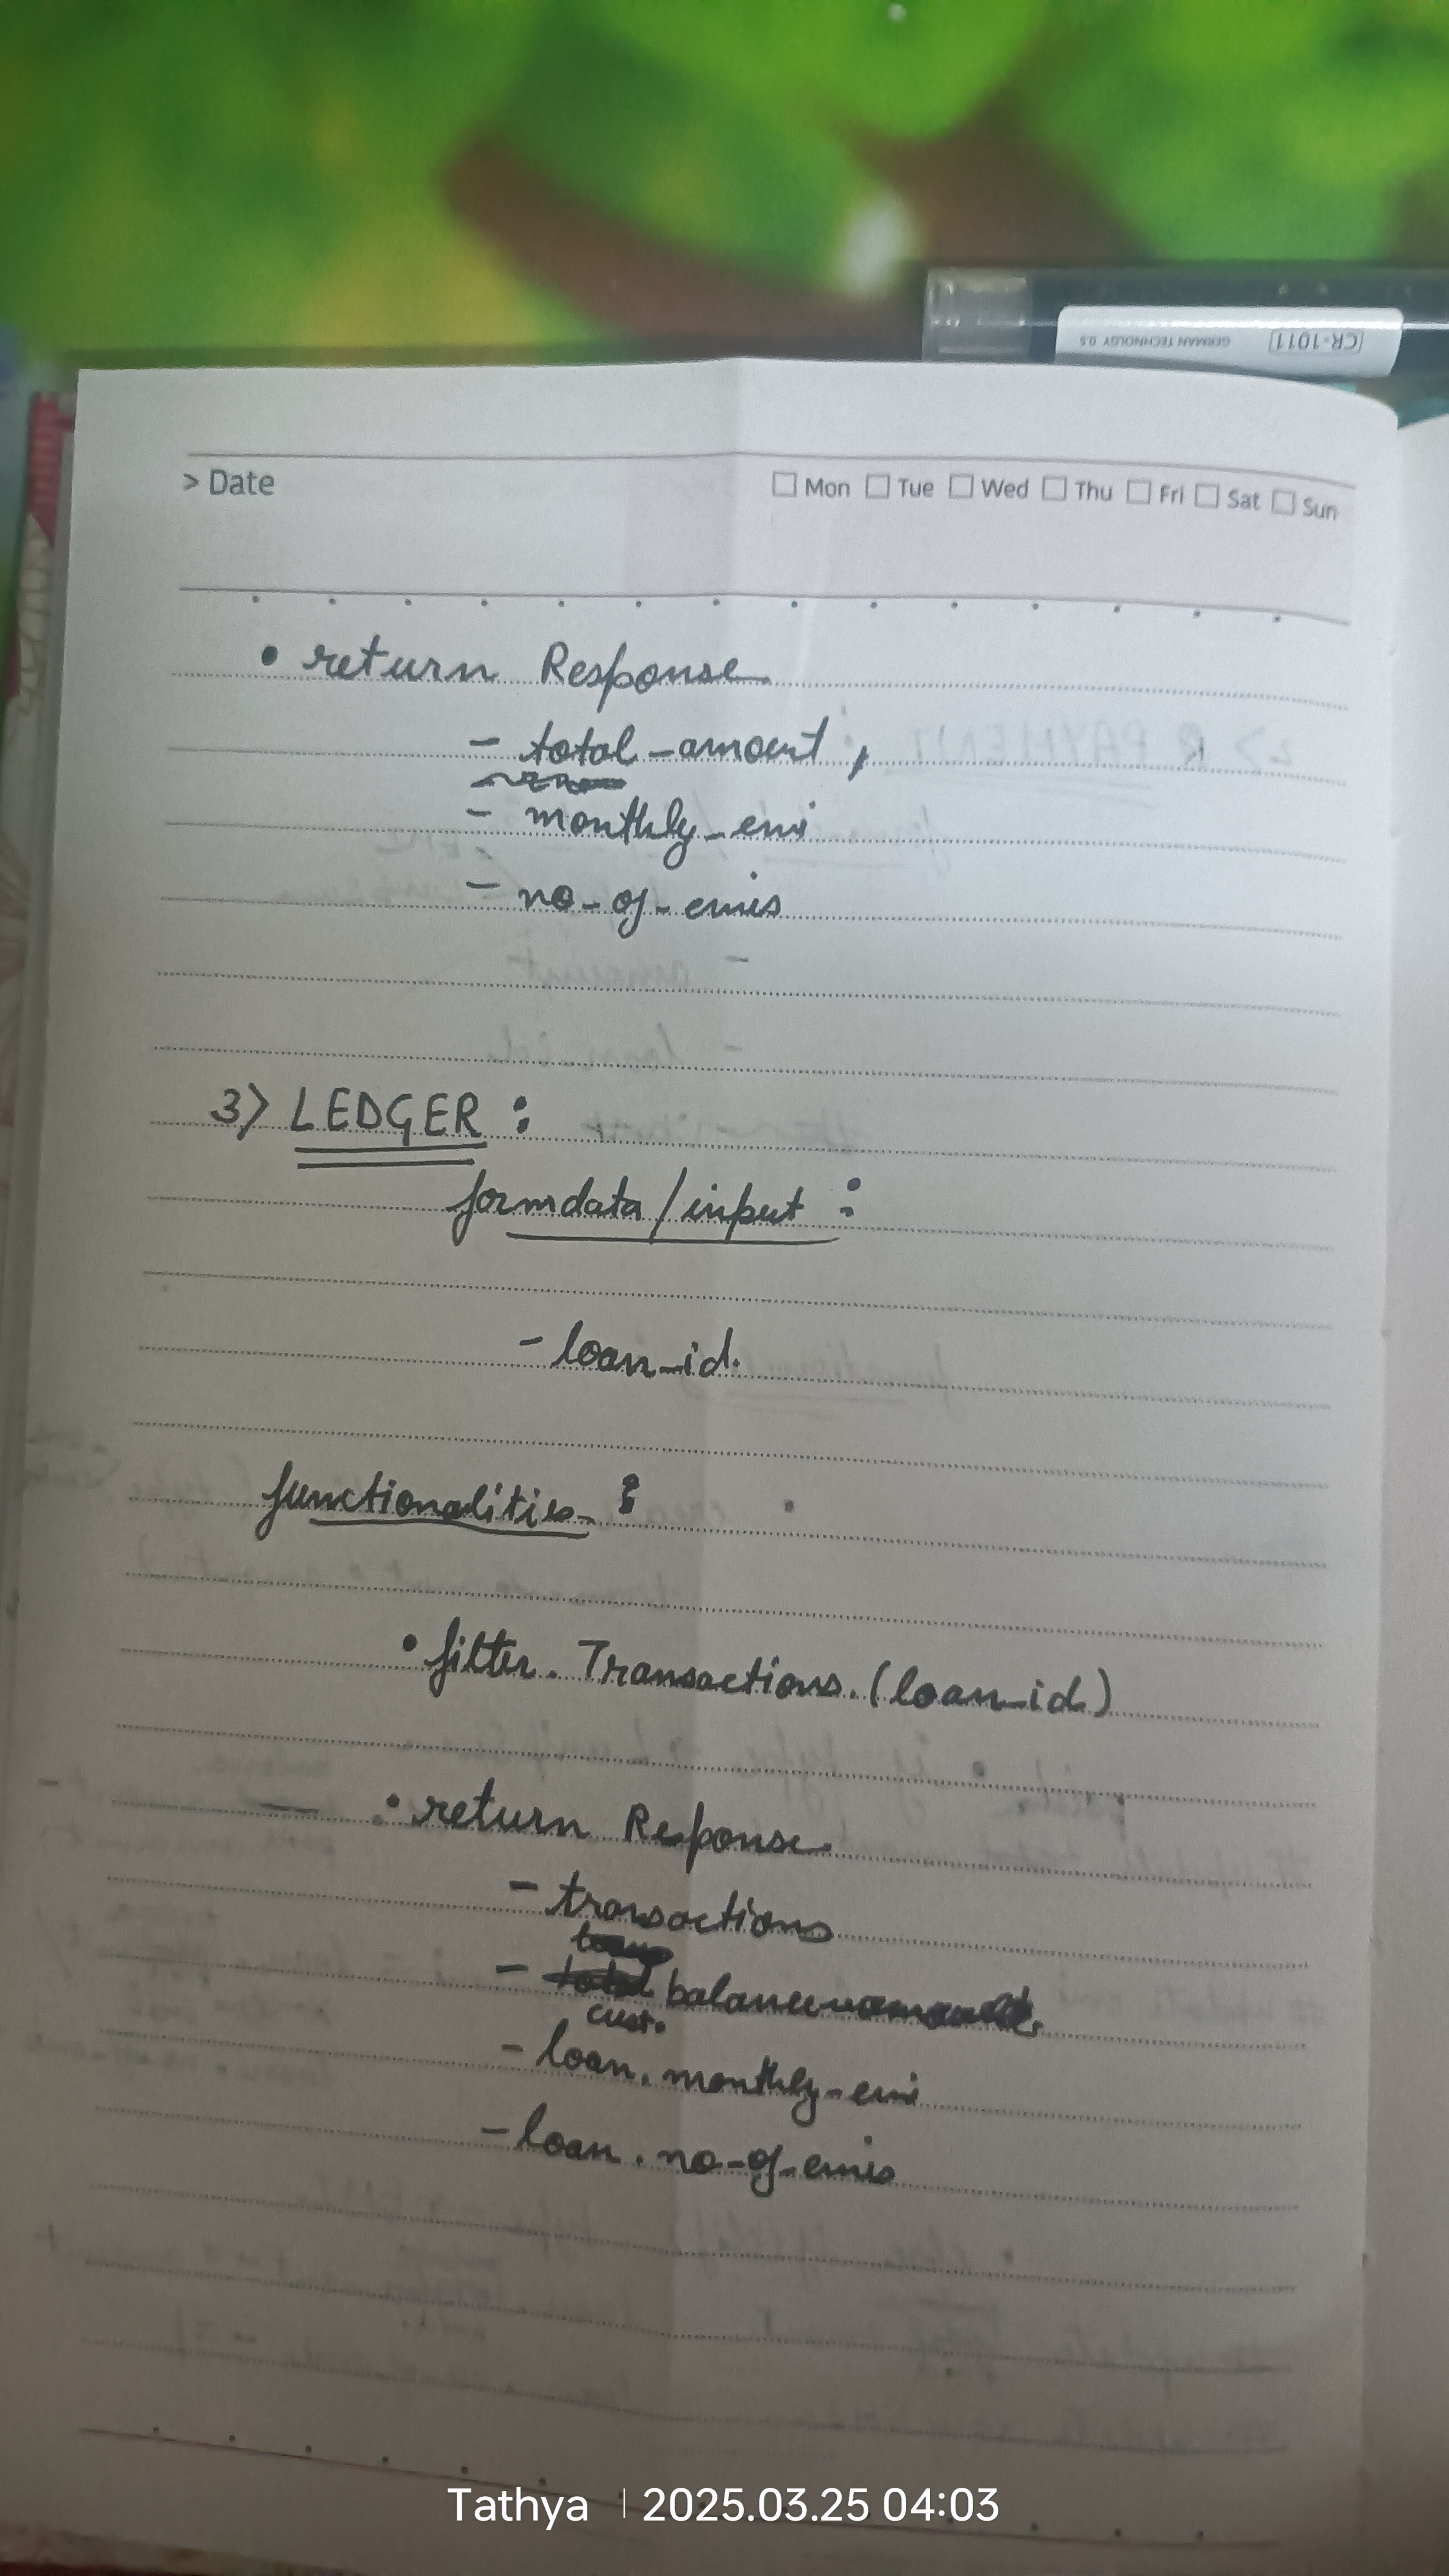 CR-1011
GERMAN TECHNOLOGY 0.5
> Date
Mon Tue Wed Thu Fri Sat Sun
• return Response
- total_amount,
- monthly_emi
- no_of_emis
3) LEDGER :
formdata/input :
- loan_id.
functionalities :
• filter. Transactions.(loan_id)
• return Response.
- transactions
- balance
cust.
- loan. monthly_emi
- loan. no_of_emis
Tathya | 2025.03.25 04:03